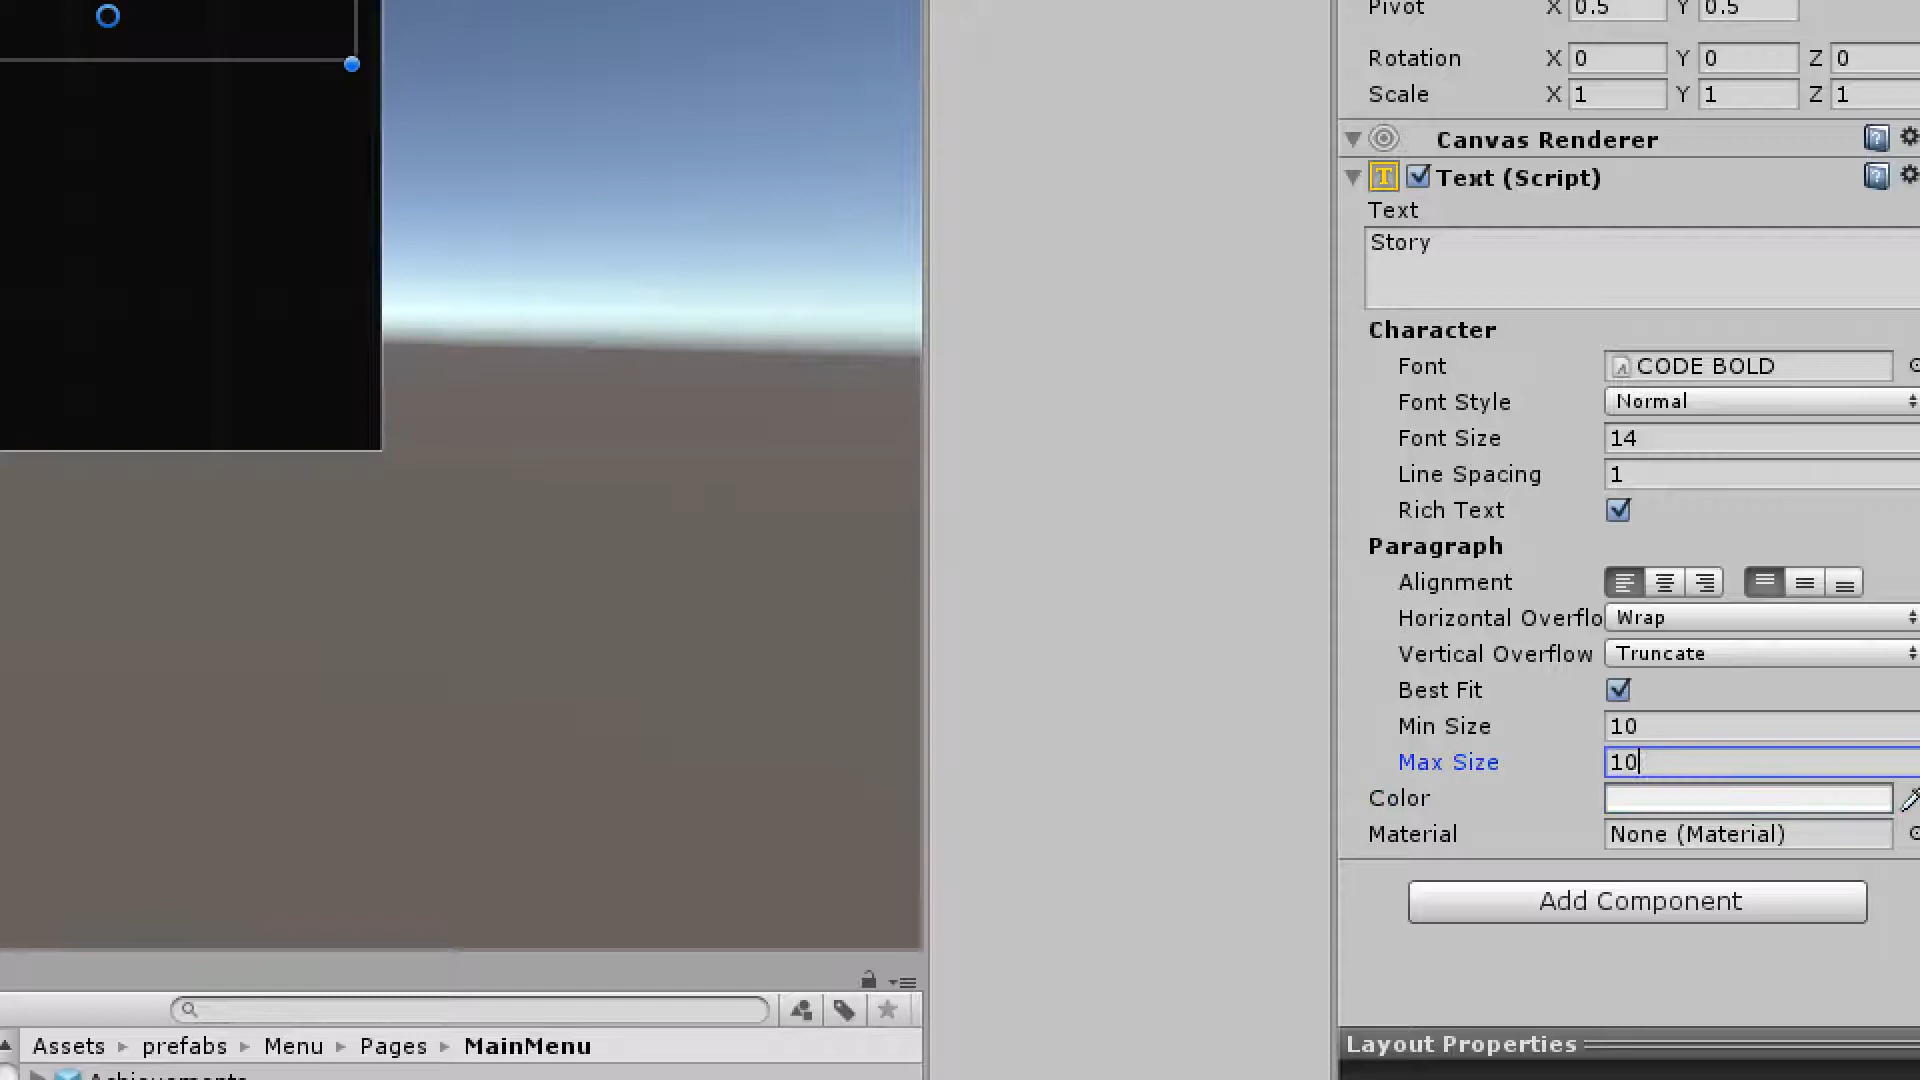 Pivot X 0.5 Y 0.5
Rotation X 0 Y 0 Z 0
Scale X 1 Y 1 Z 1
Canvas Renderer
Text (Script)
Text
Story
Character
Font CODE BOLD
Font Style Normal
Font Size 14
Line Spacing 1
Rich Text
Paragraph
Alignment
Horizontal Overflo Wrap
Vertical Overflow Truncate
Best Fit
Min Size 10
Max Size 10
Color
Material None (Material)
Add Component
Assets prefabs Menu Pages MainMenu
Achievements
Layout Properties